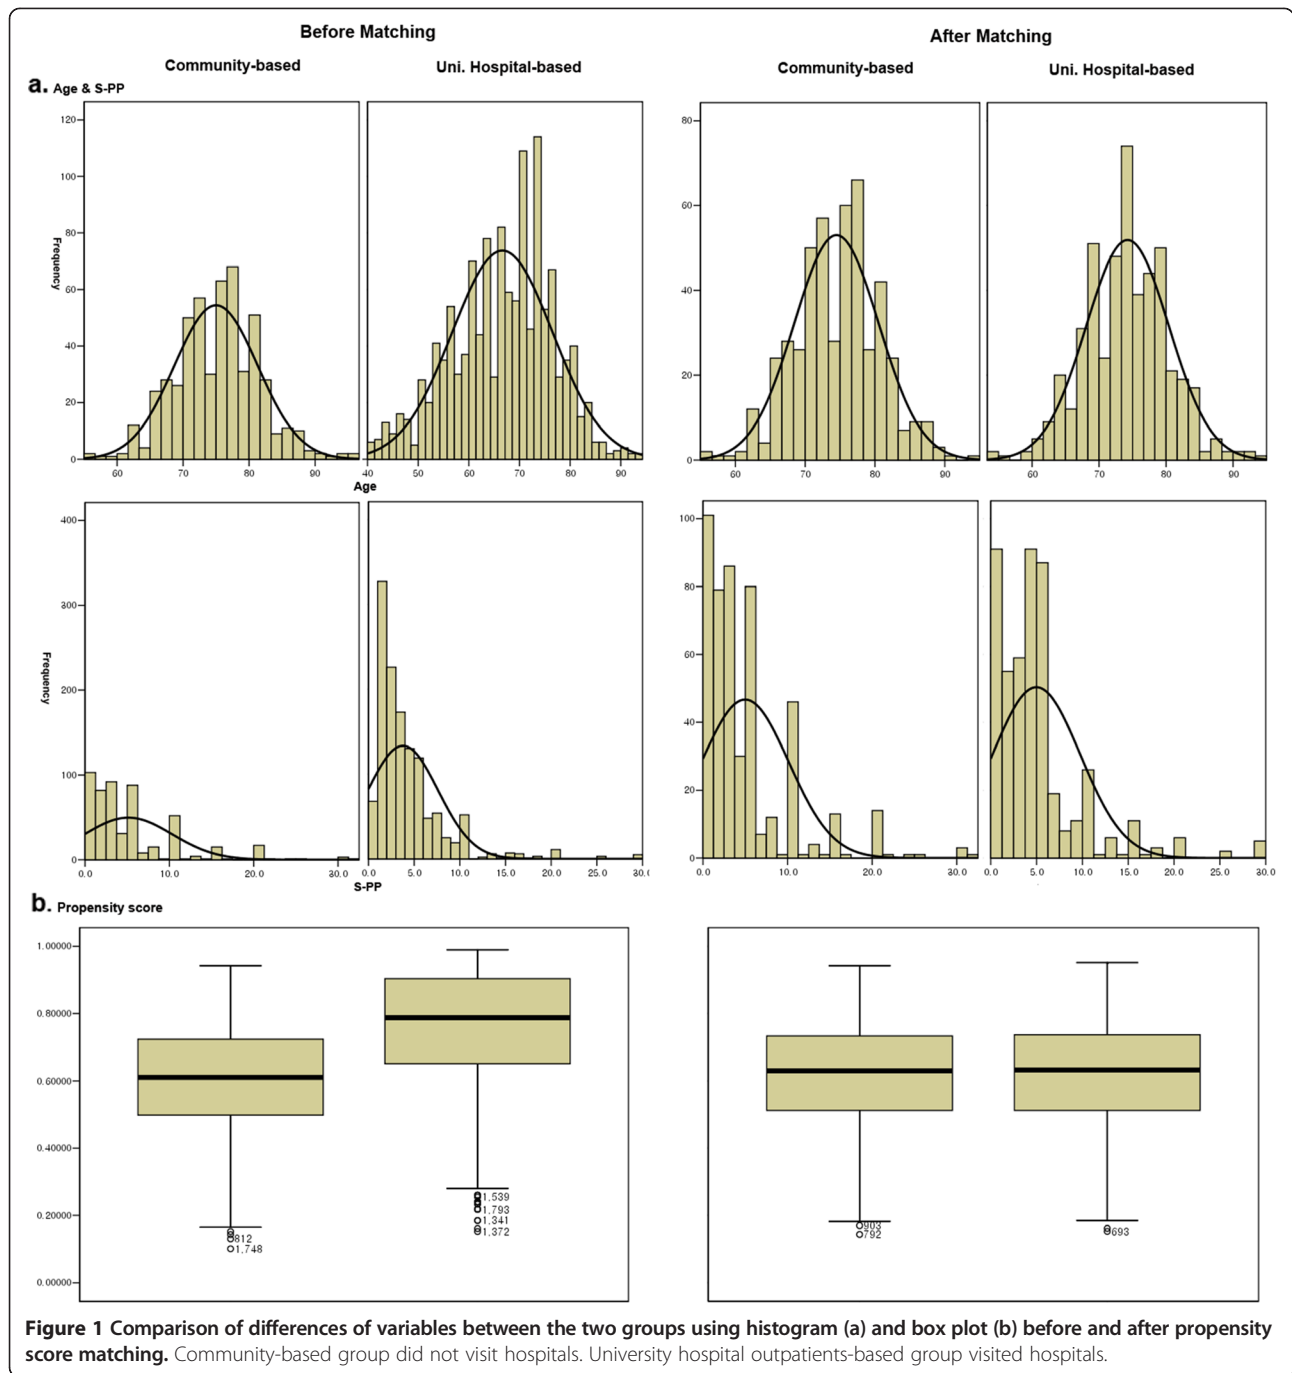 Before Matching
After Matching
Community-based
Uni. Hospital-based
Community-based
Uni. Hospital-based
a. Age & S-PP
120
100
80
60
40
20
0
Frequency
60 70 80 90
40 50 60 70 80 90
Age
80
60
40
20
0
60 70 80 90
60 70 80 90
400
300
200
100
0
Frequency
0.0 10.0 20.0 30.0
0.0 5.0 10.0 15.0 20.0 25.0 30.0
S-PP
100
80
60
40
20
0
0.0 10.0 20.0 30.0
0.0 5.0 10.0 15.0 20.0 25.0 30.0
b. Propensity score
1.00000
0.80000
0.60000
0.40000
0.20000
0.00000
812
1,748
1,539
1,793
1,341
1,372
903
792
693
Figure 1 Comparison of differences of variables between the two groups using histogram (a) and box plot (b) before and after propensity
score matching. Community-based group did not visit hospitals. University hospital outpatients-based group visited hospitals.